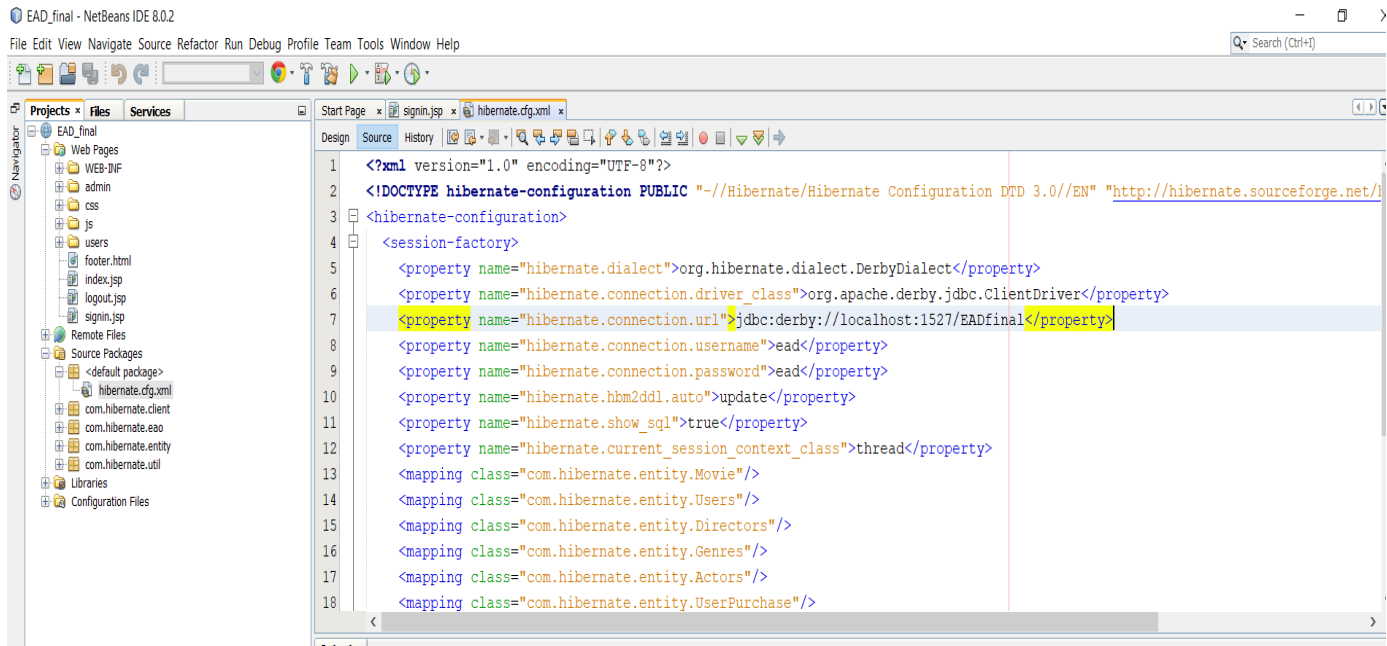 EAD_final - NetBeans IDE 8.0.2
File Edit View Navigate Source Refactor Run Debug Profile Team Tools Window Help
Search (Ctrl+I)
Projects × Files Services
Navigator
EAD_final
Web Pages
WEB-INF
admin
css
js
users
footer.html
index.jsp
logout.jsp
signin.jsp
Remote Files
Source Packages
<default package>
hibernate.cfg.xml
com.hibernate.client
com.hibernate.eao
com.hibernate.entity
com.hibernate.util
Libraries
Configuration Files
Start Page × signin.jsp × hibernate.cfg.xml ×
Design Source History
1 <?xml version="1.0" encoding="UTF-8"?>
2 <!DOCTYPE hibernate-configuration PUBLIC "-//Hibernate/Hibernate Configuration DTD 3.0//EN" "http://hibernate.sourceforge.net/
3 <hibernate-configuration>
4 <session-factory>
5 <property name="hibernate.dialect">org.hibernate.dialect.DerbyDialect</property>
6 <property name="hibernate.connection.driver_class">org.apache.derby.jdbc.ClientDriver</property>
7 <property name="hibernate.connection.url">jdbc:derby://localhost:1527/EADfinal</property>
8 <property name="hibernate.connection.username">ead</property>
9 <property name="hibernate.connection.password">ead</property>
10 <property name="hibernate.hbm2ddl.auto">update</property>
11 <property name="hibernate.show_sql">true</property>
12 <property name="hibernate.current_session_context_class">thread</property>
13 <mapping class="com.hibernate.entity.Movie"/>
14 <mapping class="com.hibernate.entity.Users"/>
15 <mapping class="com.hibernate.entity.Directors"/>
16 <mapping class="com.hibernate.entity.Genres"/>
17 <mapping class="com.hibernate.entity.Actors"/>
18 <mapping class="com.hibernate.entity.UserPurchase"/>